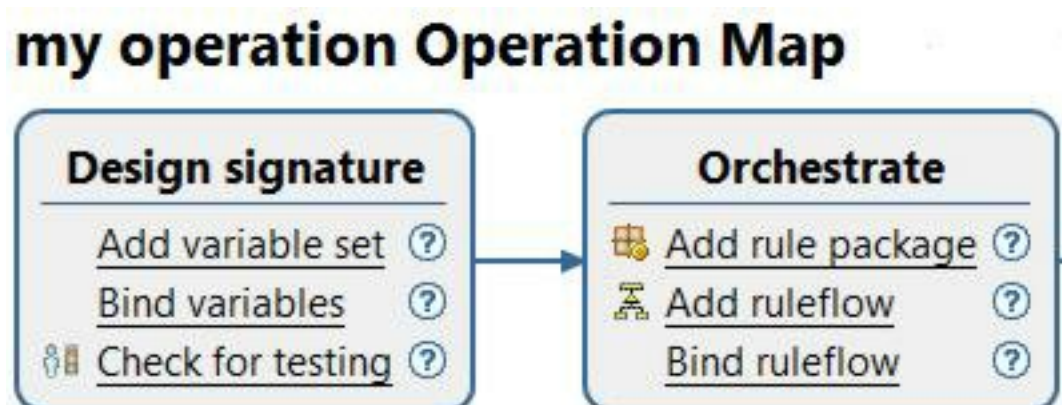 my operation Operation Map
Design signature
Add variable set ?
Bind variables ?
Check for testing ?
Orchestrate
Add rule package ?
Add ruleflow ?
Bind ruleflow ?